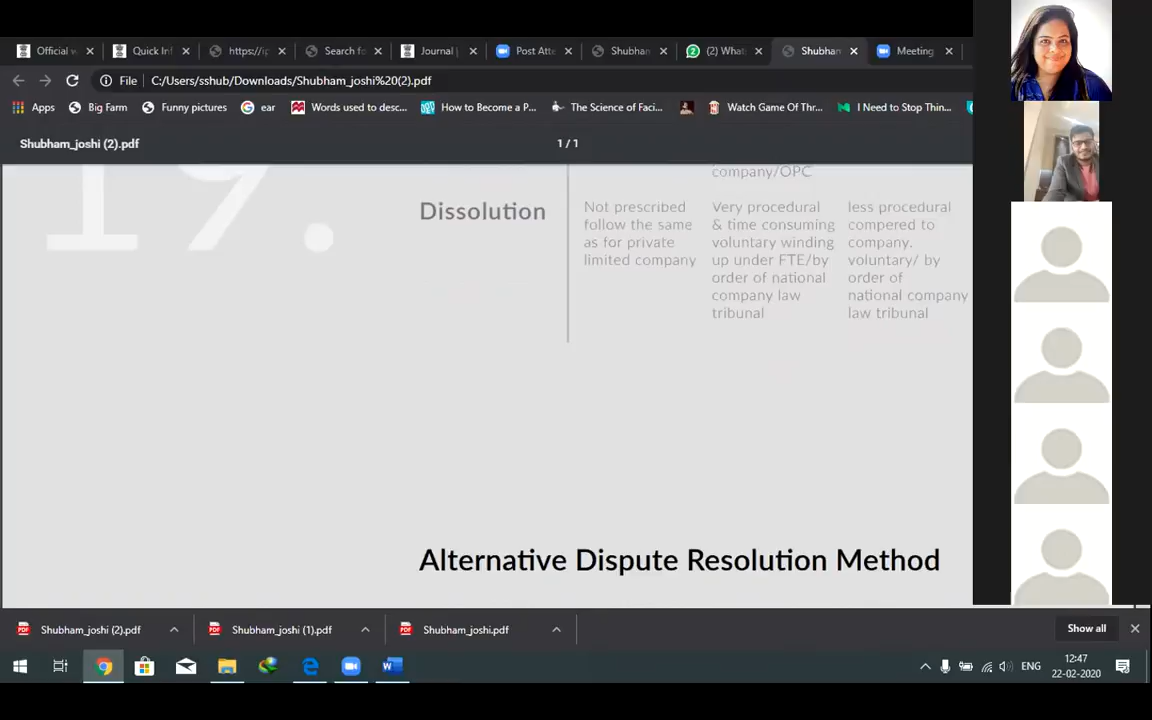 Official w
Quick Inf
https://ip
Search fo
Journal
Post Atte
Shubham
(2) What
Shubham
Meeting
File
C:/Users/sshub/Downloads/Shubham_joshi%20(2).pdf
Apps
Big Farm
Funny pictures
ear
Words used to desc...
How to Become a P...
The Science of Faci...
Watch Game Of Thr...
I Need to Stop Thin...
Shubham_joshi (2).pdf
1 / 1
19.
company/OPC
Dissolution
Not prescribed
follow the same
as for private
limited company
Very procedural
& time consuming
voluntary winding
up under FTE/by
order of national
company law
tribunal
less procedural
compered to
company.
voluntary/ by
order of
national company
law tribunal
Alternative Dispute Resolution Method
Shubham_joshi (2).pdf
Shubham_joshi (1).pdf
Shubham_joshi.pdf
Show all
ENG
12:47
22-02-2020